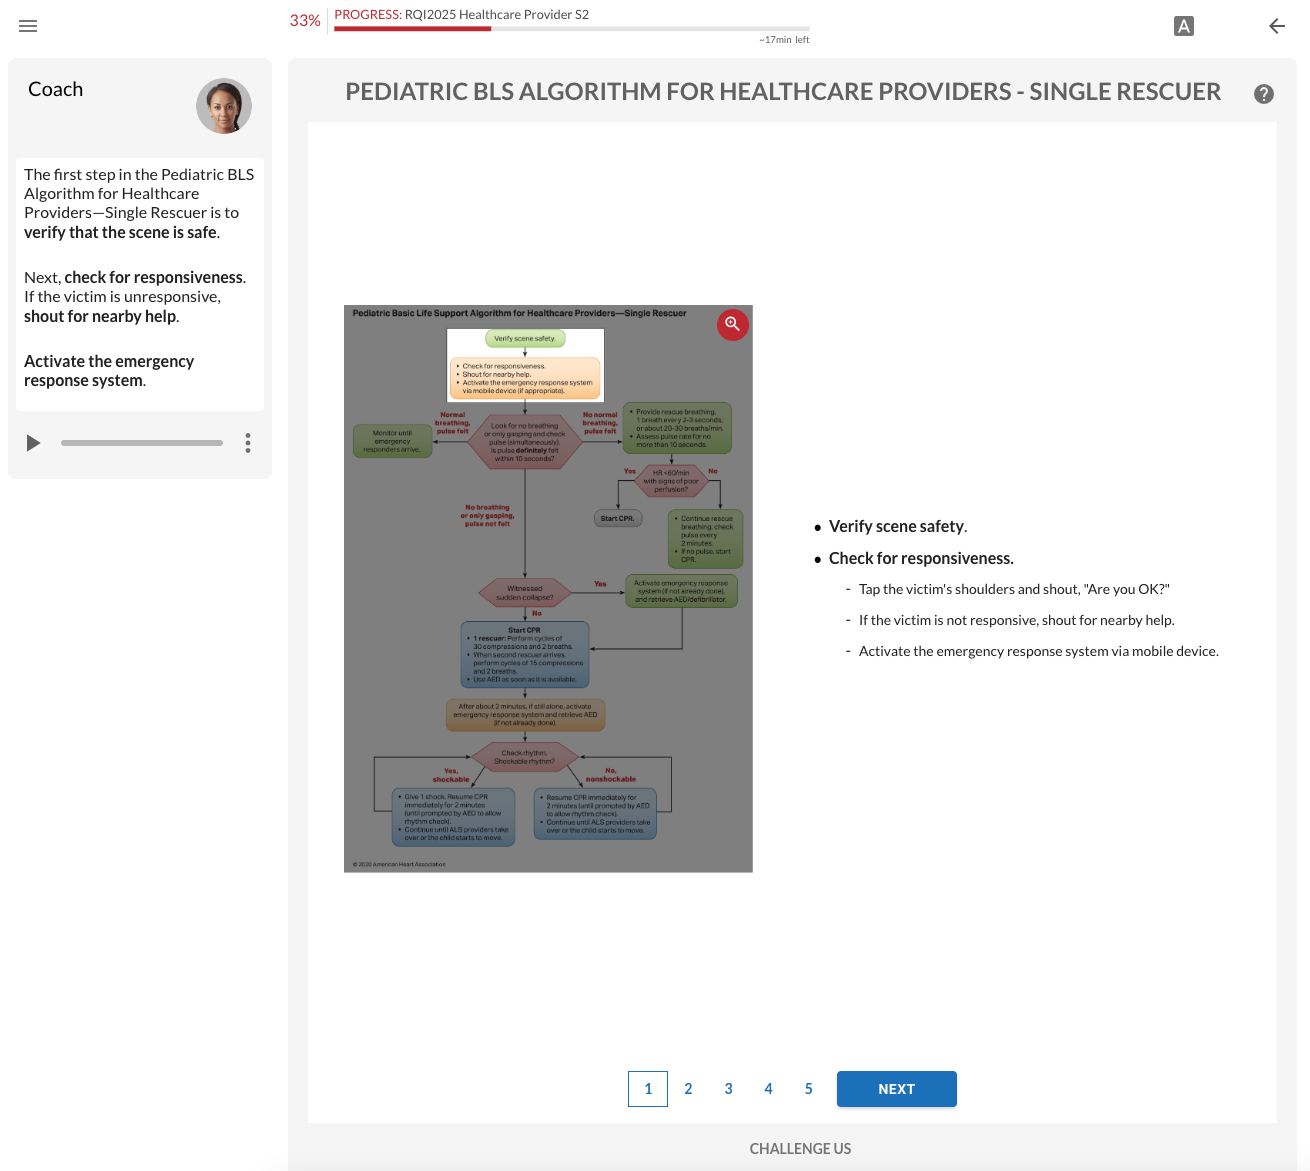 33%
PROGRESS: RQI2025 Healthcare Provider S2
~17min left
A
Coach
The first step in the Pediatric BLS
Algorithm for Healthcare
Providers—Single Rescuer is to
verify that the scene is safe.
Next, check for responsiveness.
If the victim is unresponsive,
shout for nearby help.
Activate the emergency
response system.
PEDIATRIC BLS ALGORITHM FOR HEALTHCARE PROVIDERS - SINGLE RESCUER
?
Pediatric Basic Life Support Algorithm for Healthcare Providers—Single Rescuer
Verify scene safety.
• Check for responsiveness.
• Shout for nearby help.
• Activate the emergency response system
via mobile device (if appropriate).
Normal
breathing,
pulse felt
No normal
breathing,
pulse felt
Monitor until
emergency
responders arrive.
Look for no breathing
or only gasping and check
pulse (simultaneously).
Is pulse definitely felt
within 10 seconds?
• Provide rescue breathing,
1 breath every 2-3 seconds,
or about 20-30 breaths/min.
• Assess pulse rate for no
more than 10 seconds.
Yes
No
HR <60/min
with signs of poor
perfusion?
Start CPR.
• Continue rescue
breathing; check
pulse every
2 minutes.
• If no pulse, start
CPR.
No breathing
or only gasping,
pulse not felt
Witnessed
sudden collapse?
Yes
Activate emergency response
system (if not already done),
and retrieve AED/defibrillator.
No
Start CPR
• 1 rescuer: Perform cycles of
30 compressions and 2 breaths.
• When second rescuer arrives,
perform cycles of 15 compressions
and 2 breaths.
• Use AED as soon as it is available.
After about 2 minutes, if still alone, activate
emergency response system and retrieve AED
(if not already done).
Check rhythm.
Shockable rhythm?
Yes,
shockable
No,
nonshockable
• Give 1 shock. Resume CPR
immediately for 2 minutes
(until prompted by AED to allow
rhythm check).
• Continue until ALS providers take
over or the child starts to move.
• Resume CPR immediately for
2 minutes (until prompted by AED
to allow rhythm check).
• Continue until ALS providers take
over or the child starts to move.
© 2020 American Heart Association
• Verify scene safety.
• Check for responsiveness.
- Tap the victim's shoulders and shout, "Are you OK?"
- If the victim is not responsive, shout for nearby help.
- Activate the emergency response system via mobile device.
1 2 3 4 5 NEXT
CHALLENGE US